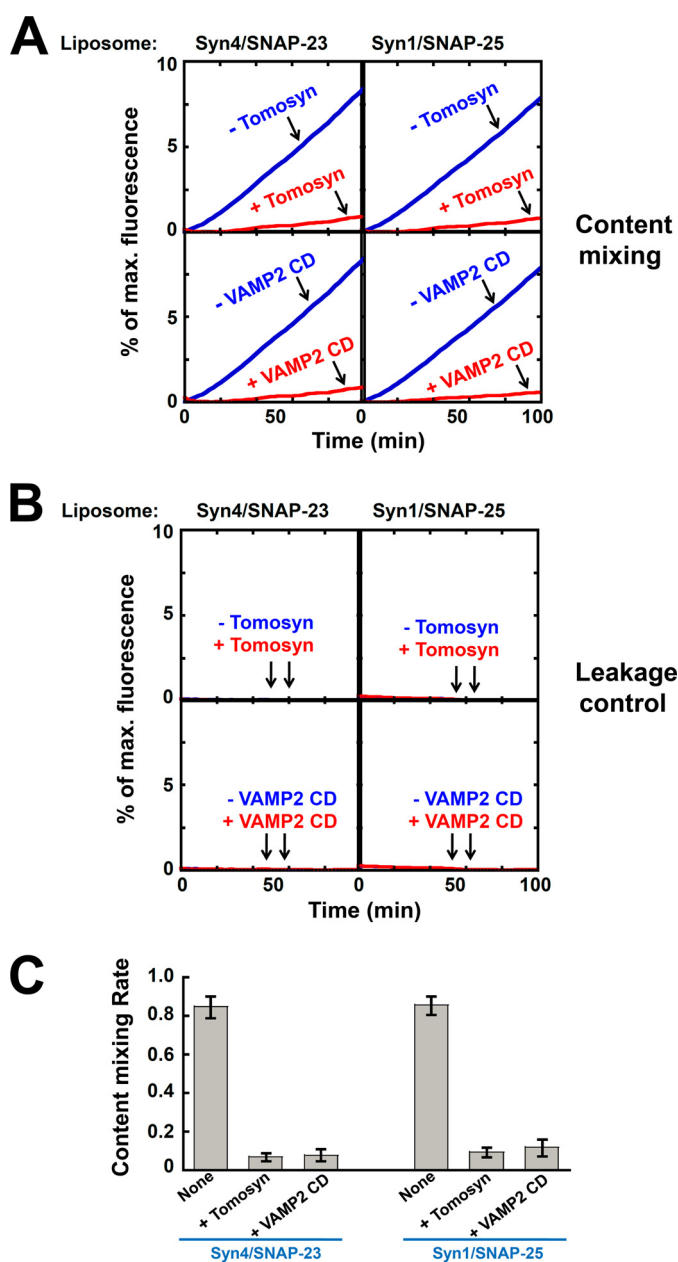 A
Liposome: Syn4/SNAP-23 Syn1/SNAP-25
10
- Tomosyn - Tomosyn
5
+ Tomosyn + Tomosyn
0
Content mixing
% of max. fluorescence
- VAMP2 CD - VAMP2 CD
5
+ VAMP2 CD + VAMP2 CD
0
0 50 0 50 100
Time (min)
B
Liposome: Syn4/SNAP-23 Syn1/SNAP-25
10
5
- Tomosyn - Tomosyn
+ Tomosyn + Tomosyn
0
Leakage control
% of max. fluorescence
5
- VAMP2 CD - VAMP2 CD
+ VAMP2 CD + VAMP2 CD
0
0 50 0 50 100
Time (min)
C
Content mixing Rate
1.0
0.8
0.6
0.4
0.2
0
None + Tomosyn + VAMP2 CD None + Tomosyn + VAMP2 CD
Syn4/SNAP-23 Syn1/SNAP-25